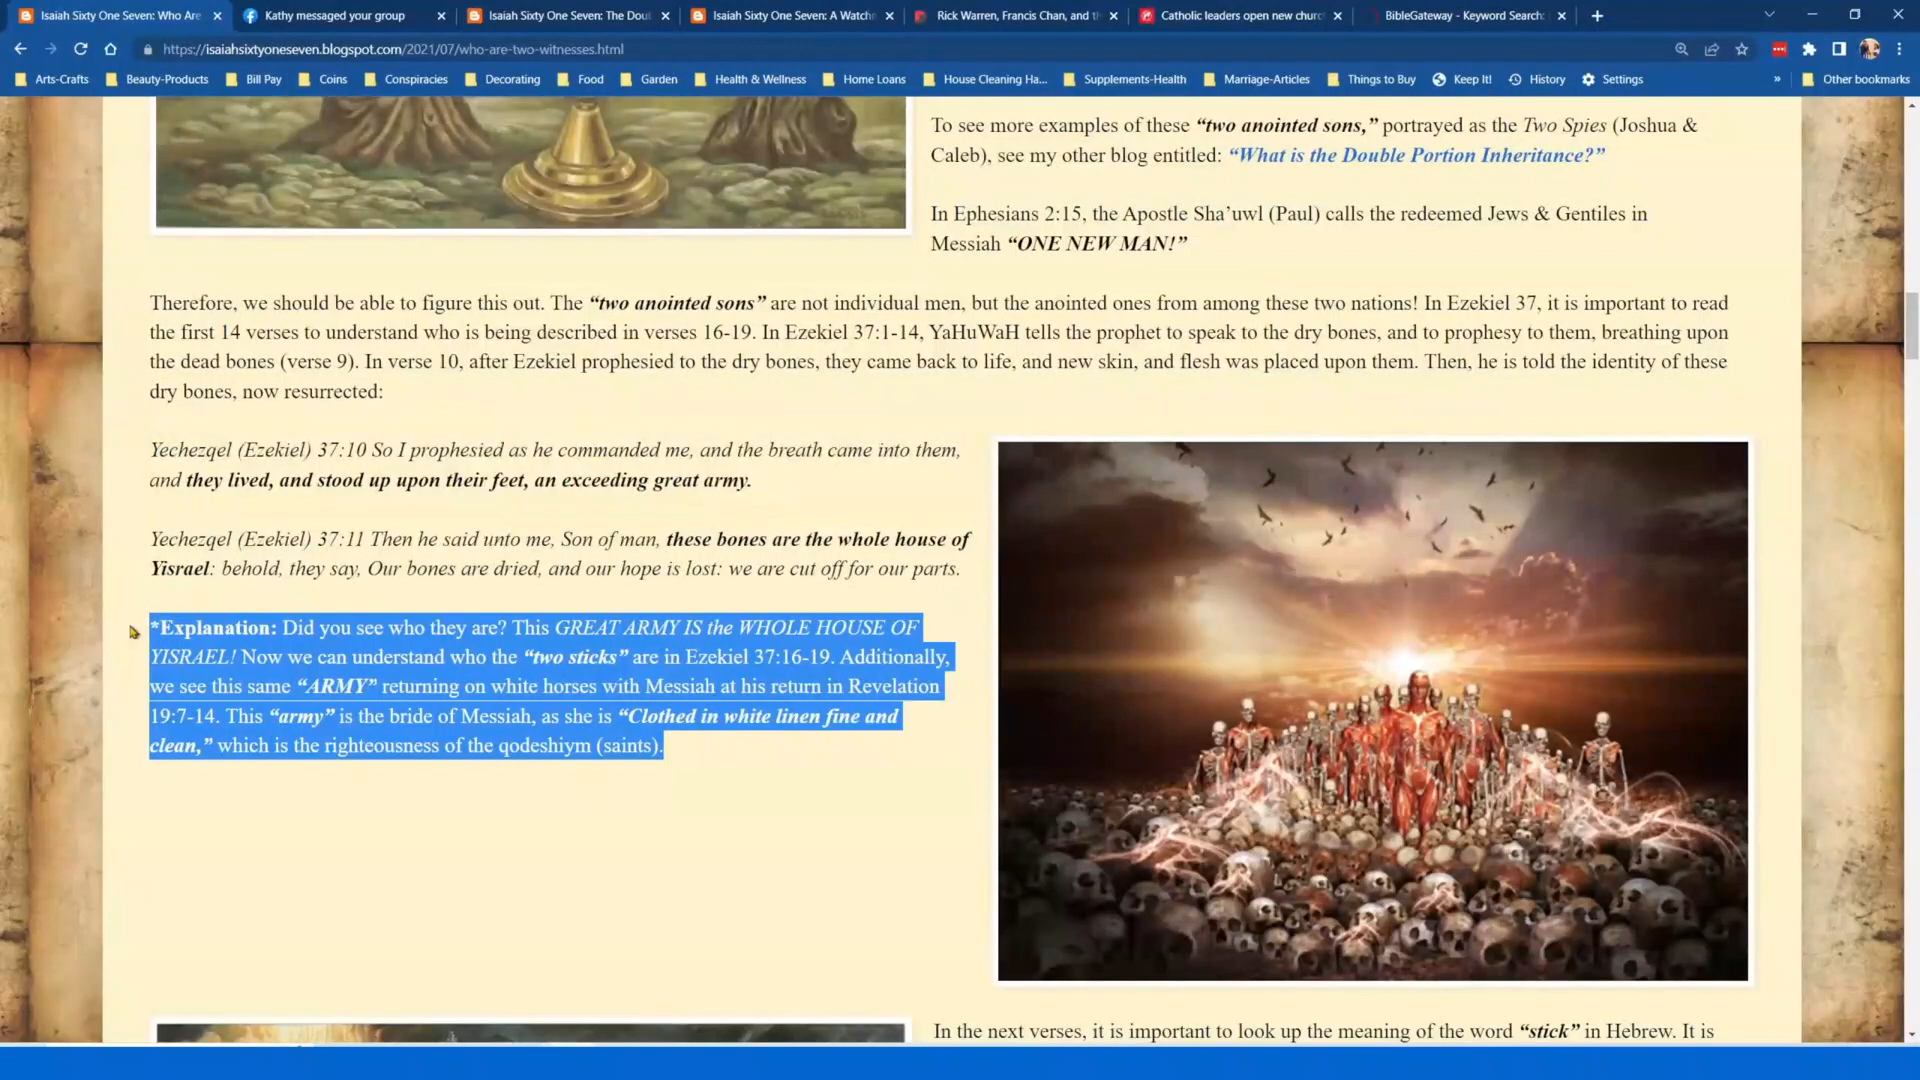 Isaiah Sixty One Seven: Who Are
Kathy messaged your group
Isaiah Sixty One Seven: The Dou
Isaiah Sixty One Seven: A Watch
Rick Warren, Francis Chan, and t
Catholic leaders open new churc
BibleGateway - Keyword Search:
https://isaiahsixtyoneseven.blogspot.com/2021/07/who-are-two-witnesses.html
Arts-Crafts
Beauty-Products
Bill Pay
Coins
Conspiracies
Decorating
Food
Garden
Health & Wellness
Home Loans
House Cleaning Ha...
Supplements-Health
Marriage-Articles
Things to Buy
Keep It!
History
Settings
Other bookmarks
To see more examples of these “two anointed sons,” portrayed as the Two Spies (Joshua &
Caleb), see my other blog entitled: “What is the Double Portion Inheritance?”
In Ephesians 2:15, the Apostle Sha’uwl (Paul) calls the redeemed Jews & Gentiles in
Messiah “ONE NEW MAN!”
Therefore, we should be able to figure this out. The “two anointed sons” are not individual men, but the anointed ones from among these two nations! In Ezekiel 37, it is important to read
the first 14 verses to understand who is being described in verses 16-19. In Ezekiel 37:1-14, YaHuWaH tells the prophet to speak to the dry bones, and to prophesy to them, breathing upon
the dead bones (verse 9). In verse 10, after Ezekiel prophesied to the dry bones, they came back to life, and new skin, and flesh was placed upon them. Then, he is told the identity of these
dry bones, now resurrected:
Yechezqel (Ezekiel) 37:10 So I prophesied as he commanded me, and the breath came into them,
and they lived, and stood up upon their feet, an exceeding great army.
Yechezqel (Ezekiel) 37:11 Then he said unto me, Son of man, these bones are the whole house of
Yisrael: behold, they say, Our bones are dried, and our hope is lost: we are cut off for our parts.
*Explanation: Did you see who they are? This GREAT ARMY IS the WHOLE HOUSE OF
YISRAEL! Now we can understand who the “two sticks” are in Ezekiel 37:16-19. Additionally,
we see this same “ARMY” returning on white horses with Messiah at his return in Revelation
19:7-14. This “army” is the bride of Messiah, as she is “Clothed in white linen fine and
clean,” which is the righteousness of the qodeshiym (saints).
In the next verses, it is important to look up the meaning of the word “stick” in Hebrew. It is